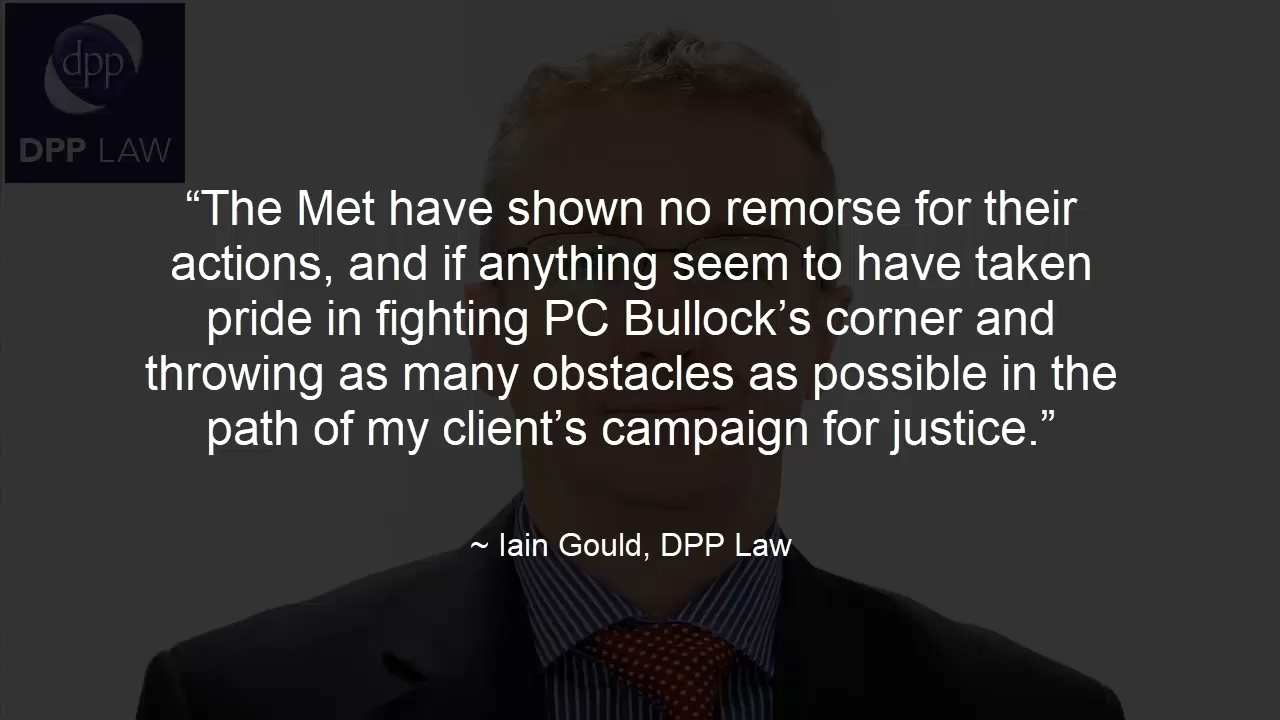 dpp
DPP LAW
“The Met have shown no remorse for their
actions, and if anything seem to have taken
pride in fighting PC Bullock’s corner and
throwing as many obstacles as possible in the
path of my client’s campaign for justice.”
~ Iain Gould, DPP Law